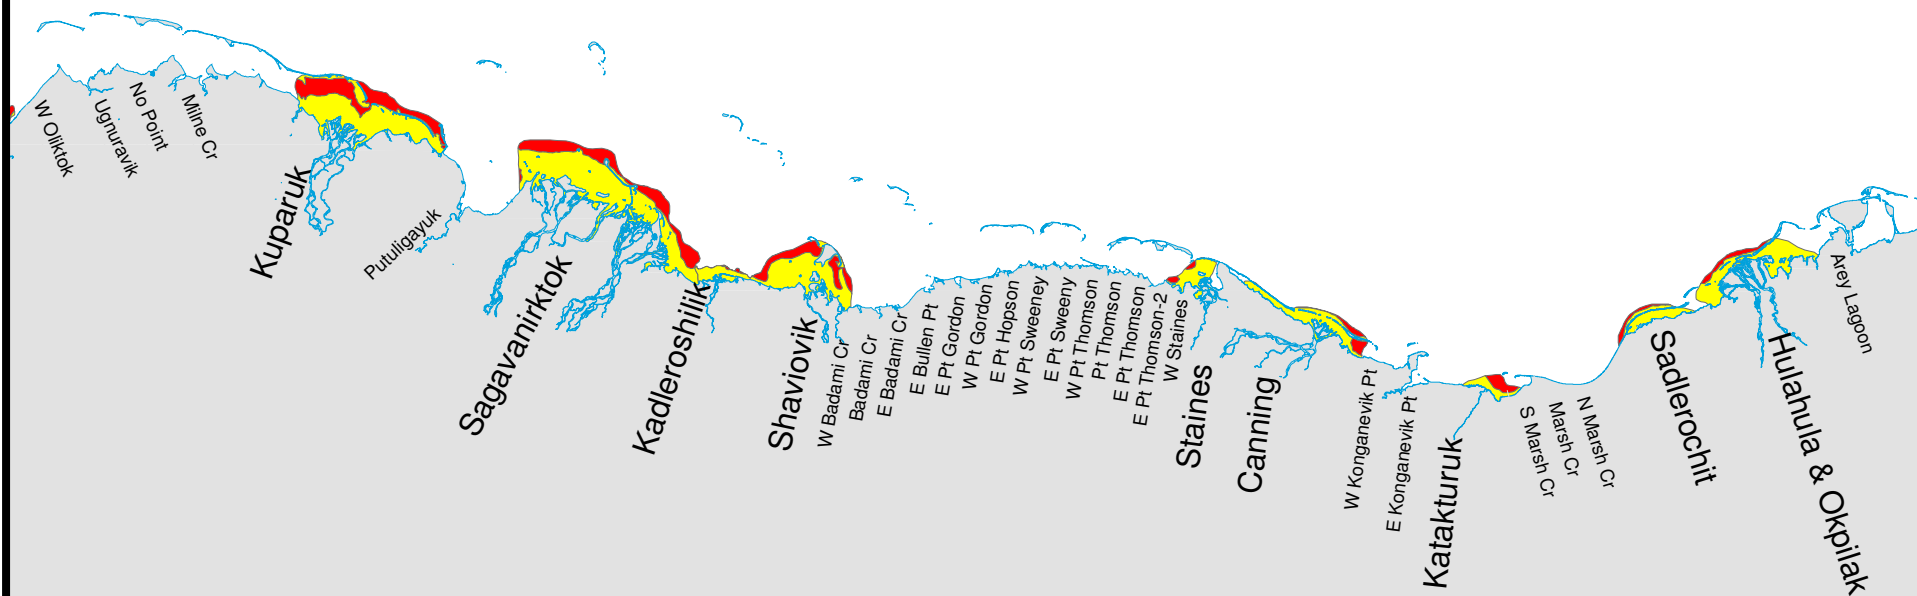 W Oliktok
Ugnuravik
No Point
Milne Cr
Kuparuk
Putuligayuk
Sagavanirktok
Kadleroshilik
Shaviovik
W Badami Cr
Badami Cr
E Badami Cr
E Bullen Pt
E Pt Gordon
W Pt Gordon
E Pt Hopson
W Pt Sweeney
E Pt Sweeny
W Pt Thomson
Pt Thomson
E Pt Thomson
E Pt Thomson-2
W Staines
Staines
Canning
W Konganevik Pt
E Konganevik Pt
Katakturuk
S Marsh Cr
Marsh Cr
N Marsh Cr
Sadlerochit
Hulahula & Okpilak
Arey Lagoon